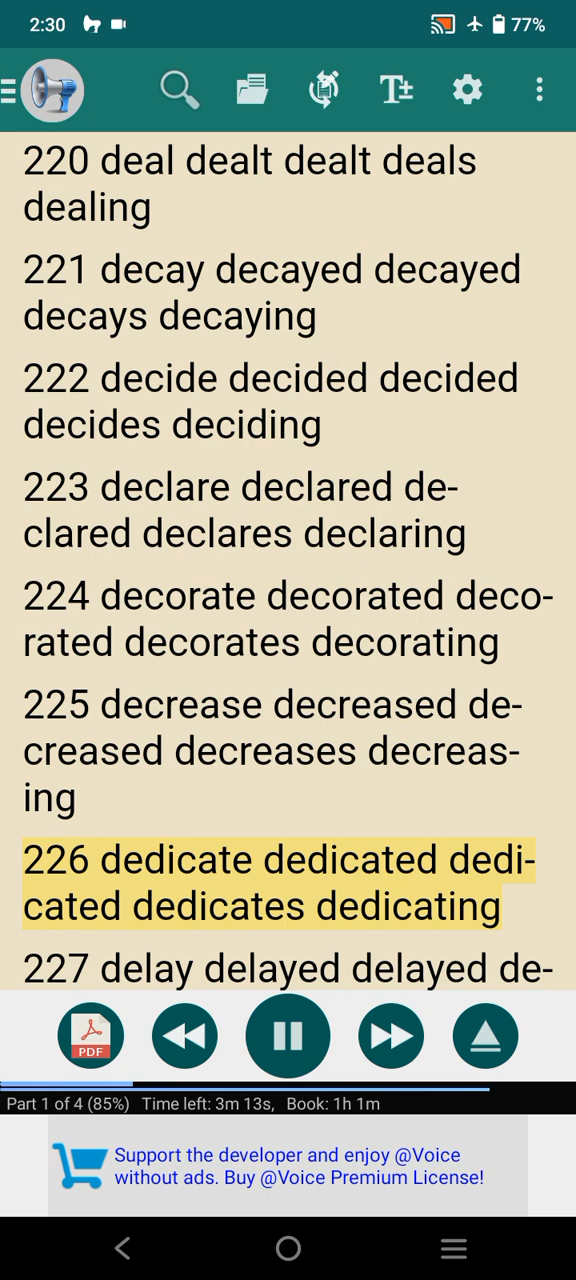 2:30
77%
T±
220 deal dealt dealt deals
dealing
221 decay decayed decayed
decays decaying
222 decide decided decided
decides deciding
223 declare declared de-
clared declares declaring
224 decorate decorated deco-
rated decorates decorating
225 decrease decreased de-
creased decreases decreas-
ing
226 dedicate dedicated dedi-
cated dedicates dedicating
227 delay delayed delayed de-
PDF
Part 1 of 4 (85%) Time left: 3m 13s, Book: 1h 1m
Support the developer and enjoy @Voice
without ads. Buy @Voice Premium License!